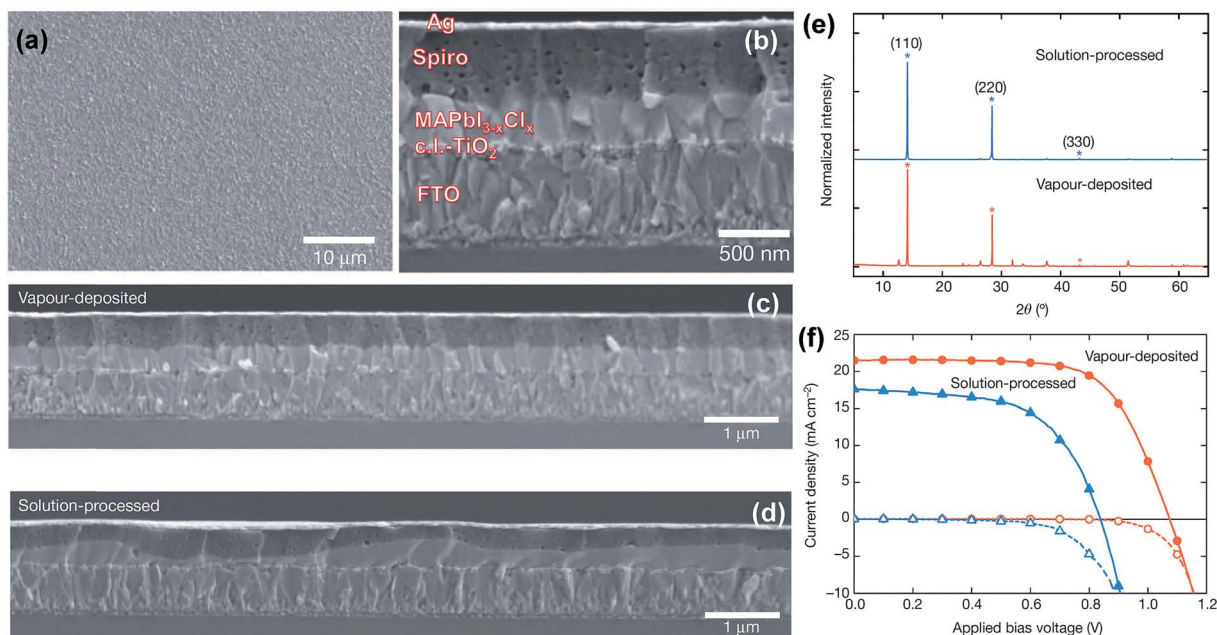 (a)
10 μm
Ag
(b)
Spiro
MAPbI₃₋ₓClₓ
c.l.-TiO₂
FTO
500 nm
Vapour-deposited
(c)
1 μm
Solution-processed
(d)
1 μm
(e)
(110)
*
Solution-processed
(220)
*
(330)
*
Vapour-deposited
*
*
*
Normalized intensity
10 20 30 40 50 60
2θ (°)
(f)
25
20
15
10
5
0
−5
−10
Vapour-deposited
Solution-processed
Current density (mA cm⁻²)
0.0 0.2 0.4 0.6 0.8 1.0 1.2
Applied bias voltage (V)